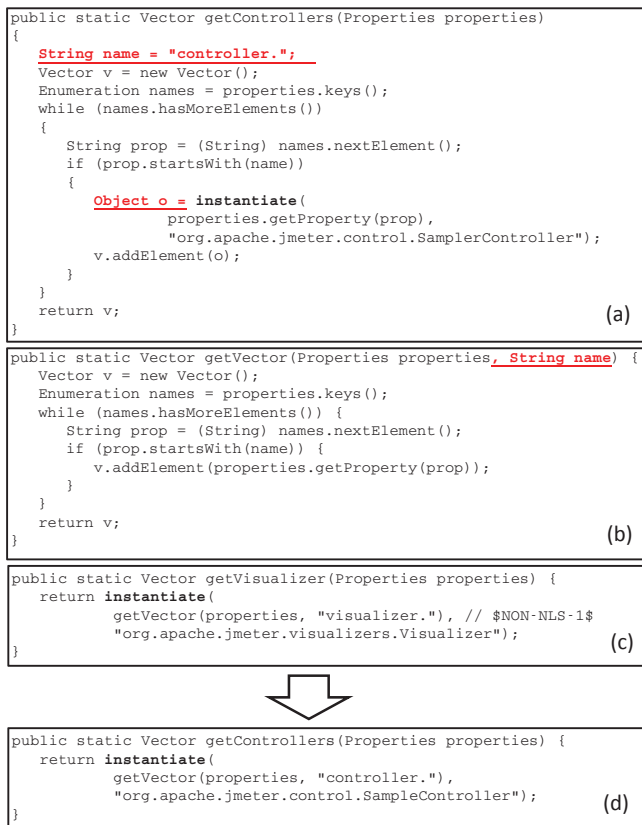 public static Vector getControllers(Properties properties)
{
   String name = "controller.";
   Vector v = new Vector();
   Enumeration names = properties.keys();
   while (names.hasMoreElements())
   {
      String prop = (String) names.nextElement();
      if (prop.startsWith(name))
      {
         Object o = instantiate(
                 properties.getProperty(prop),
                 "org.apache.jmeter.control.SamplerController");
         v.addElement(o);
      }
   }
   return v;
(a)
}
public static Vector getVector(Properties properties, String name) {
   Vector v = new Vector();
   Enumeration names = properties.keys();
   while (names.hasMoreElements()) {
      String prop = (String) names.nextElement();
      if (prop.startsWith(name)) {
         v.addElement(properties.getProperty(prop));
      }
   }
   return v;
(b)
}
public static Vector getVisualizer(Properties properties) {
   return instantiate(
           getVector(properties, "visualizer."), // $NON-NLS-1$
           "org.apache.jmeter.visualizers.Visualizer");
(c)
}
public static Vector getControllers(Properties properties) {
   return instantiate(
           getVector(properties, "controller."),
           "org.apache.jmeter.control.SampleController");
(d)
}